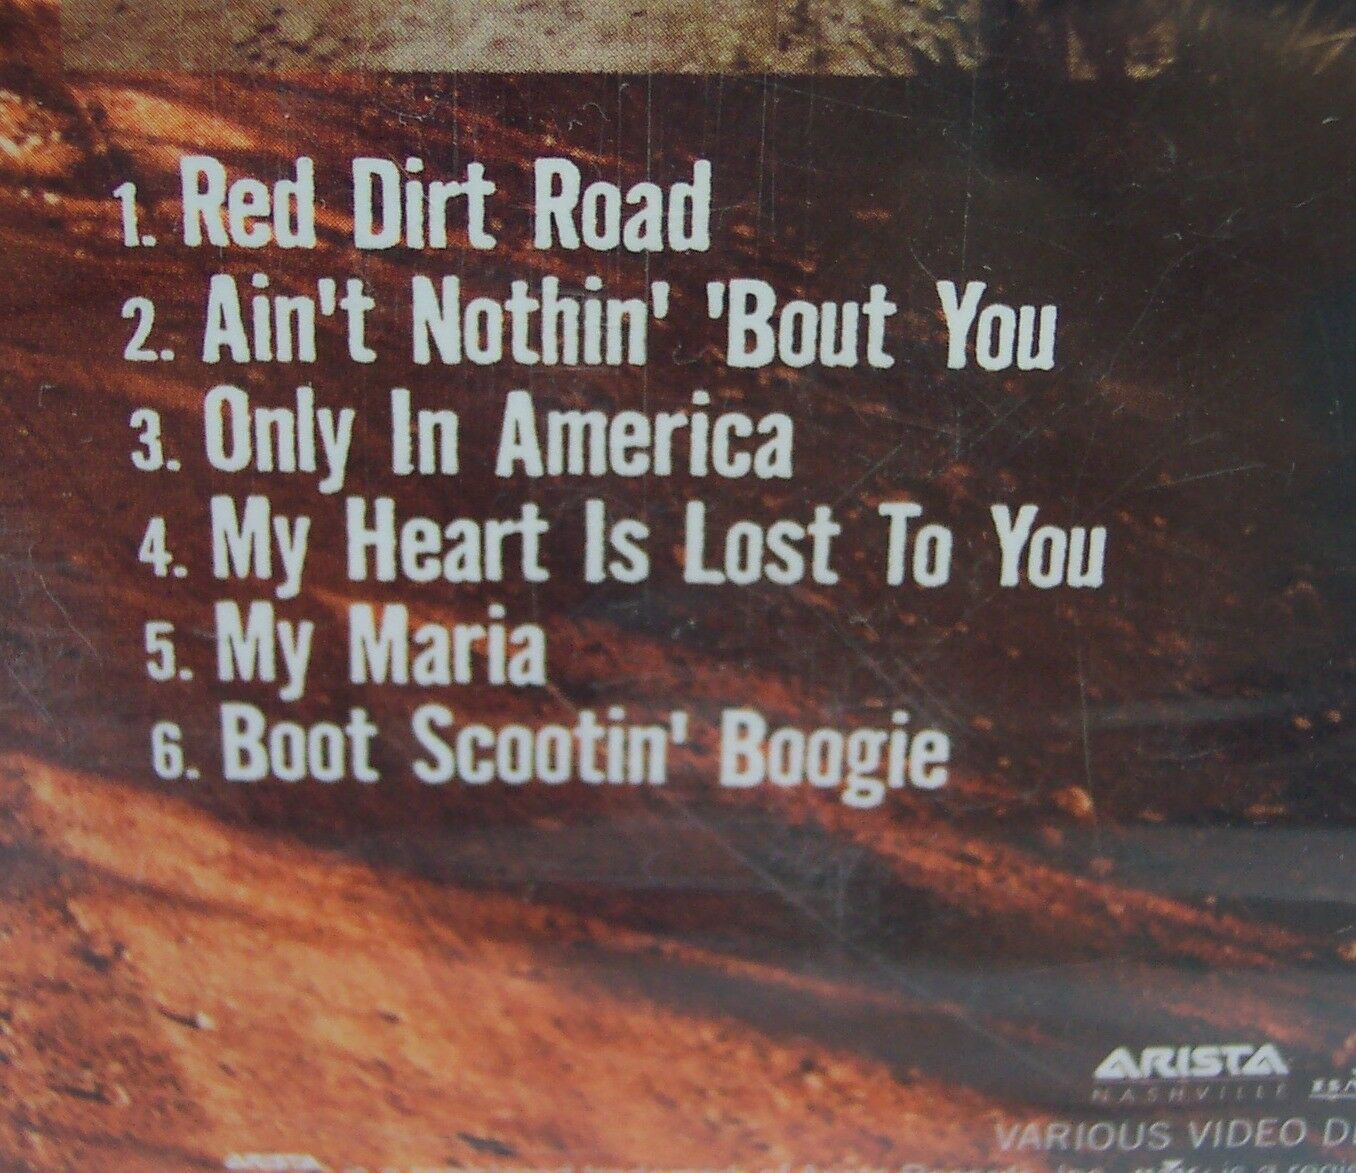 1. Red Dirt Road
2. Ain't Nothin' 'Bout You
3. Only In America
4. My Heart Is Lost To You
5. My Maria
6. Boot Scootin' Boogie
ARISTA
NASHVILLE
VARIOUS VIDEO
ARISTA